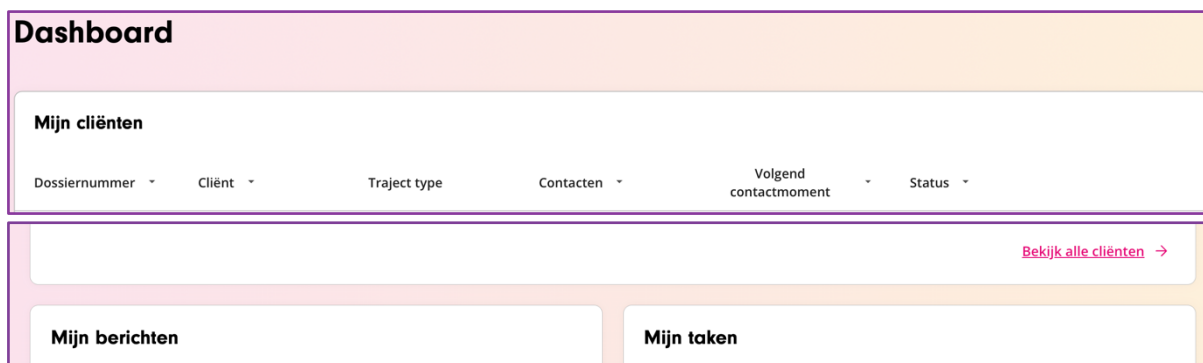 Dashboard
Mijn cliënten
Dossiernummer Cliënt Traject type Contacten Volgend contactmoment Status
Bekijk alle cliënten →
Mijn berichten Mijn taken